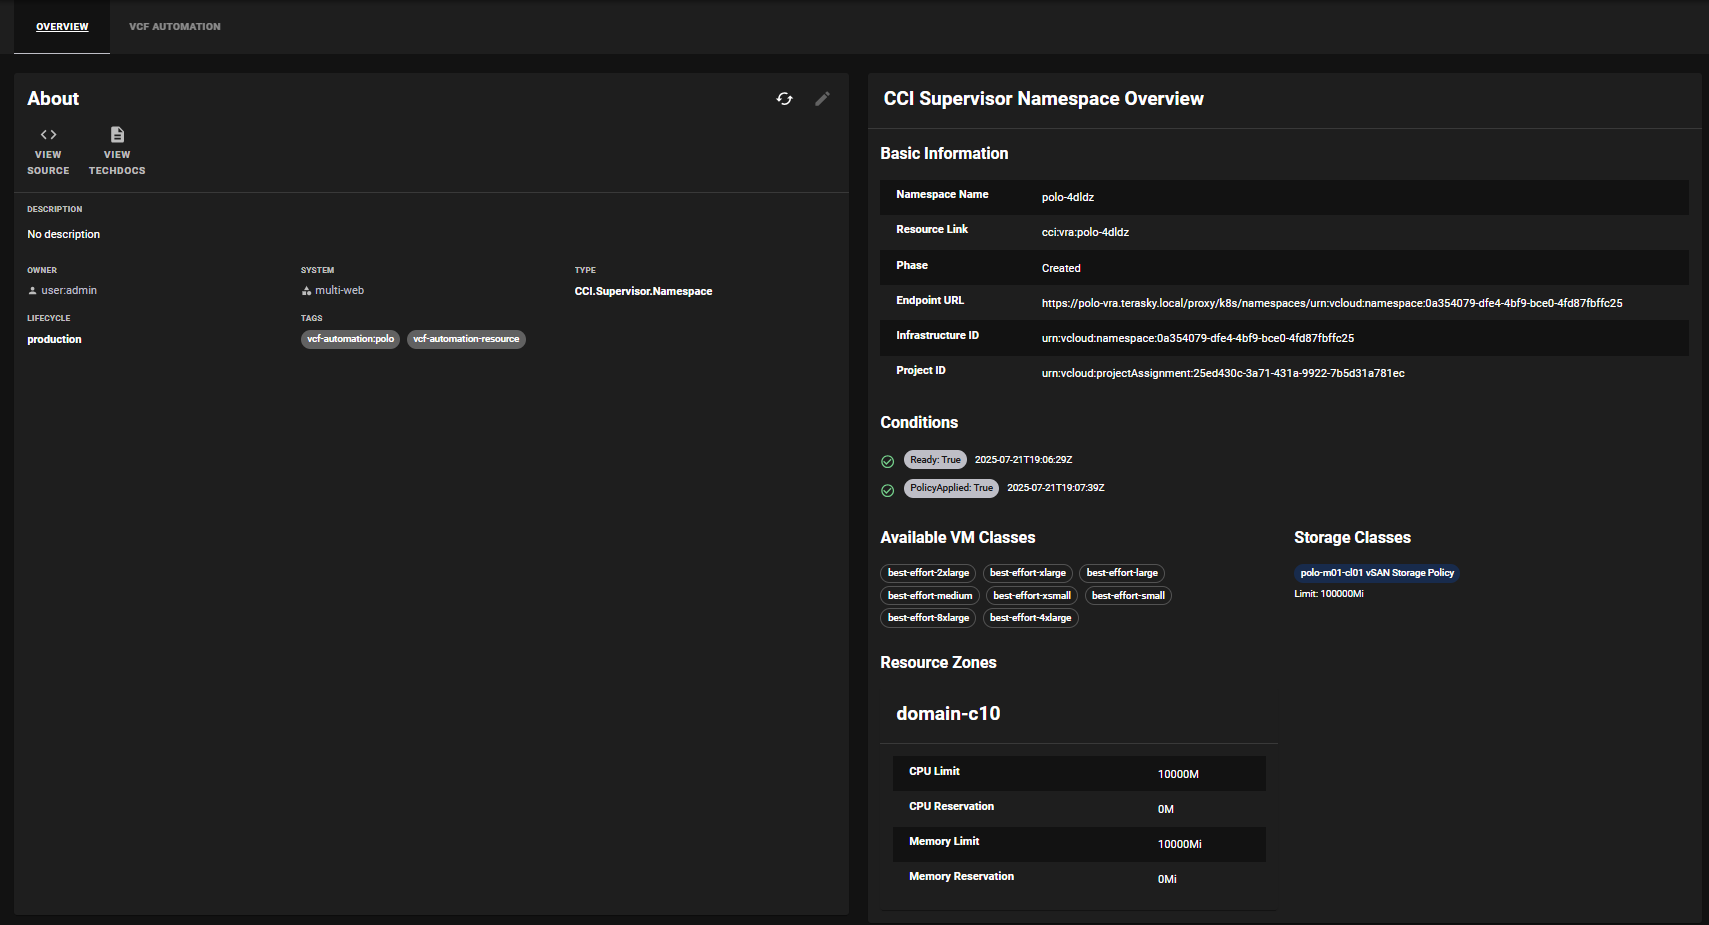 OVERVIEW
VCF AUTOMATION
About
VIEW SOURCE
VIEW TECHDOCS
DESCRIPTION
No description
OWNER
user:admin
SYSTEM
multi-web
TYPE
CCI.Supervisor.Namespace
LIFECYCLE
production
TAGS
vcf-automation:polo
vcf-automation-resource
CCI Supervisor Namespace Overview
Basic Information
Namespace Name polo-4dldz
Resource Link cci:vra:polo-4dldz
Phase Created
Endpoint URL https://polo-vra.terasky.local/proxy/k8s/namespaces/urn:vcloud:namespace:0a354079-dfe4-4bf9-bce0-4fd87fbffc25
Infrastructure ID urn:vcloud:namespace:0a354079-dfe4-4bf9-bce0-4fd87fbffc25
Project ID urn:vcloud:projectAssignment:25ed430c-3a71-431a-9922-7b5d31a781ec
Conditions
Ready: True 2025-07-21T19:06:29Z
PolicyApplied: True 2025-07-21T19:07:39Z
Available VM Classes
best-effort-2xlarge best-effort-xlarge best-effort-large
best-effort-medium best-effort-xsmall best-effort-small
best-effort-8xlarge best-effort-4xlarge
Storage Classes
polo-m01-cl01 vSAN Storage Policy
Limit: 100000Mi
Resource Zones
domain-c10
CPU Limit 10000M
CPU Reservation 0M
Memory Limit 10000Mi
Memory Reservation 0Mi